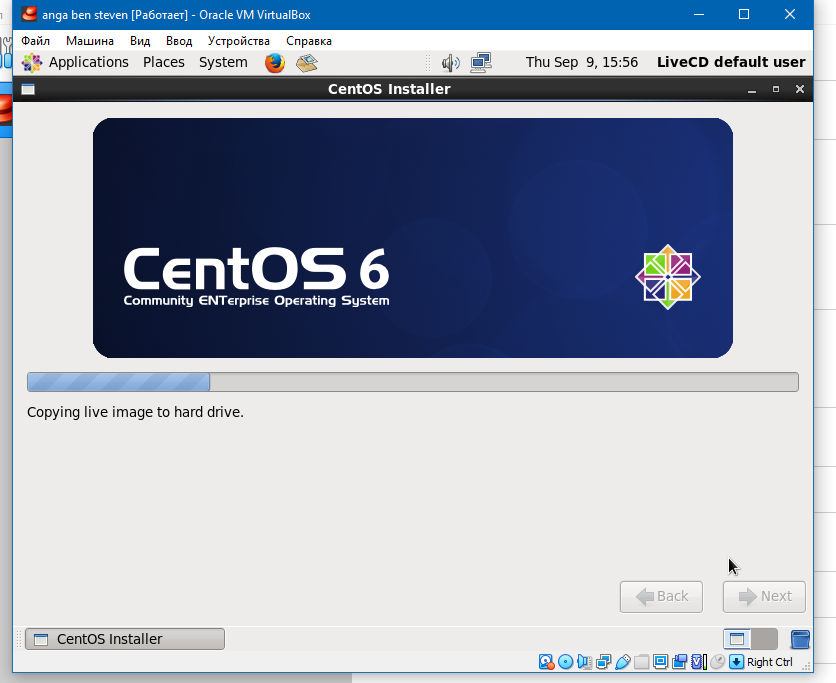 anga ben steven [Работает] - Oracle VM VirtualBox
Файл Машина Вид Ввод Устройства Справка
Applications Places System Thu Sep 9, 15:56 LiveCD default user
CentOS Installer
CentOS 6
Community ENTerprise Operating System
Copying live image to hard drive.
Back Next
CentOS Installer
Right Ctrl